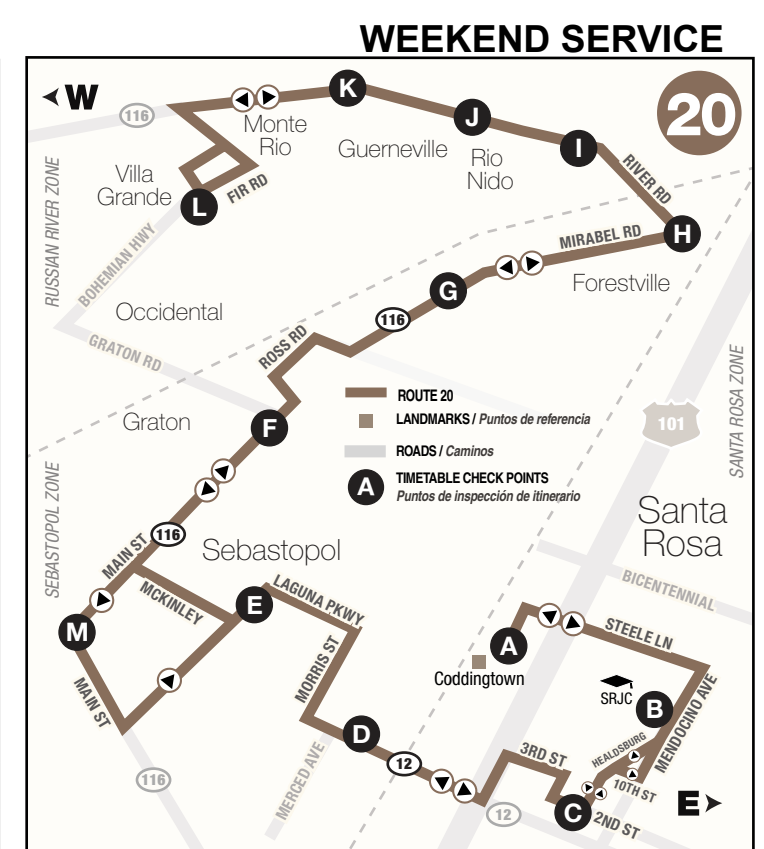 WEEKEND SERVICE
W
20
116
K
J
I
Monte
Rio
Guerneville
Rio
Nido
RIVER RD
Villa
Grande
FIR RD
L
RUSSIAN RIVER ZONE
BOHEMIAN HWY
H
MIRABEL RD
G
Forestville
Occidental
116
ROSS RD
GRATON RD
SANTA ROSA ZONE
ROUTE 20
LANDMARKS / Puntos de referencia
ROADS / Caminos
A
TIMETABLE CHECK POINTS
Puntos de inspección de itinerario
101
Graton
F
SEBASTOPOL ZONE
Santa
Rosa
116
MAIN ST
Sebastopol
BICENTENNIAL
MCKINLEY
E
LAGUNA PKWY
M
MAIN ST
MORRIS ST
A
STEELE LN
Coddingtown
SRJC
B
MENDOCINO AVE
D
12
3RD ST
HEALDSBURG
10TH ST
116
MERCED AVE
12
C
2ND ST
E